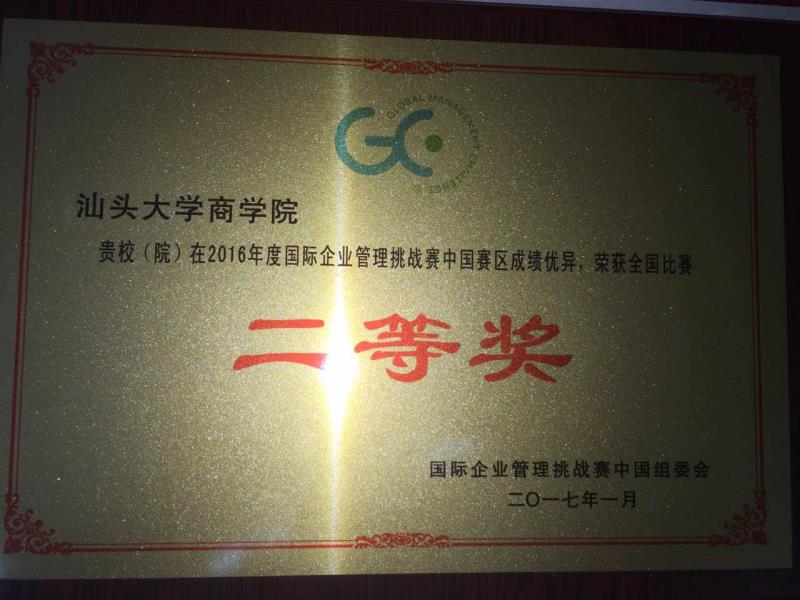 GLOBAL MANAGEMENT CHALLENGE
汕头大学商学院
贵校（院）在2016年度国际企业管理挑战赛中国赛区成绩优异，荣获全国比赛
二等奖
国际企业管理挑战赛中国组委会
二〇一七年一月